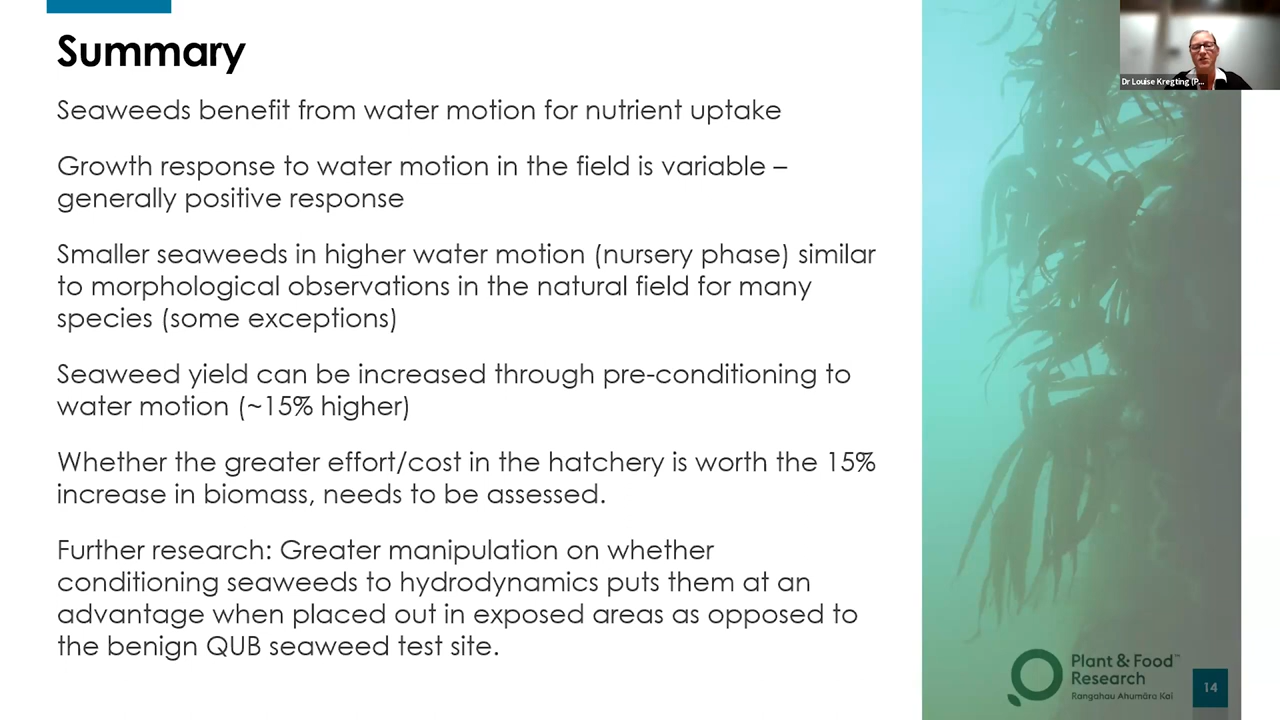 Summary
Seaweeds benefit from water motion for nutrient uptake
Growth response to water motion in the field is variable –
generally positive response
Smaller seaweeds in higher water motion (nursery phase) similar
to morphological observations in the natural field for many
species (some exceptions)
Seaweed yield can be increased through pre-conditioning to
water motion (~15% higher)
Whether the greater effort/cost in the hatchery is worth the 15%
increase in biomass, needs to be assessed.
Further research: Greater manipulation on whether
conditioning seaweeds to hydrodynamics puts them at an
advantage when placed out in exposed areas as opposed to
the benign QUB seaweed test site.
Dr Louise Kregting (P...
Plant & Food™
Research
Rangahau Ahumāra Kai
14